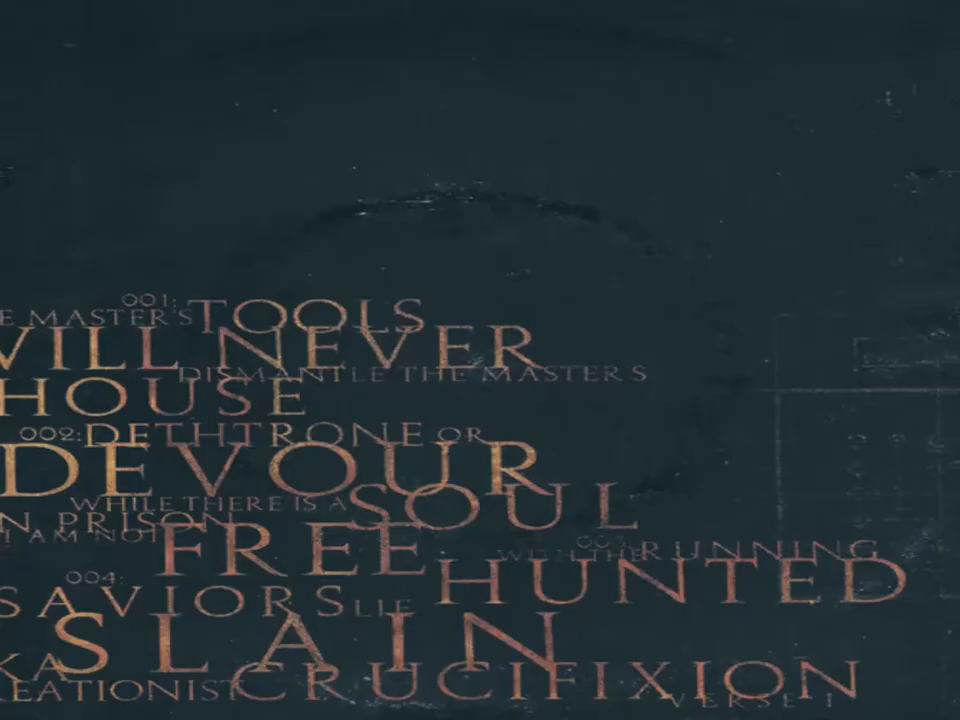 001: TOOLS
E MASTER'S
WILL NEVER
DISMANTLE THE MASTERS
HOUSE
002: DETHTRONE OR
DEVOUR
WHILE THERE IS A SOUL
N PRISON
I AM NOT
FREE
003:
WITH THE RUNNING
HUNTED
004:
SAVIORS LIE
SLAIN
KA
REATIONIST CRUCIFIXION
VERSE I